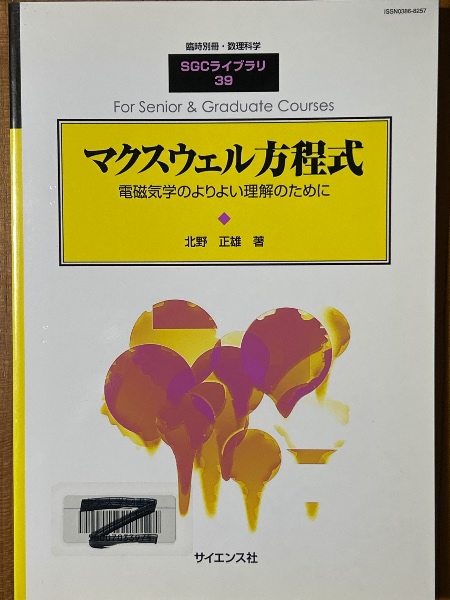 ISSN0386-8257
臨時別冊・数理科学
SGCライブラリ
39
For Senior & Graduate Courses
マクスウェル方程式
電磁気学のよりよい理解のために
北野 正雄 著
サイエンス社